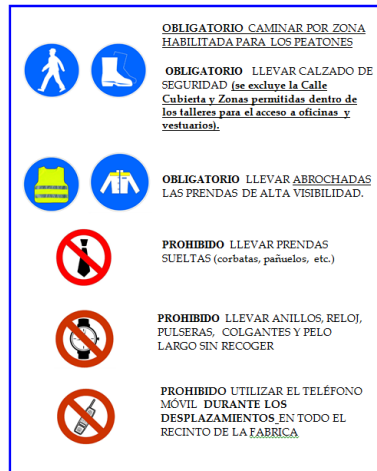 OBLIGATORIO CAMINAR POR ZONA
HABILITADA PARA LOS PEATONES
OBLIGATORIO LLEVAR CALZADO DE
SEGURIDAD (se excluye la Calle
Cubierta y Zonas permitidas dentro de
los talleres para el acceso a oficinas y
vestuarios).
OBLIGATORIO LLEVAR ABROCHADAS
LAS PRENDAS DE ALTA VISIBILIDAD.
PROHIBIDO LLEVAR PRENDAS
SUELTAS (corbatas, pañuelos, etc.)
PROHIBIDO LLEVAR ANILLOS, RELOJ,
PULSERAS, COLGANTES Y PELO
LARGO SIN RECOGER
PROHIBIDO UTILIZAR EL TELÉFONO
MÓVIL DURANTE LOS
DESPLAZAMIENTOS EN TODO EL
RECINTO DE LA FABRICA